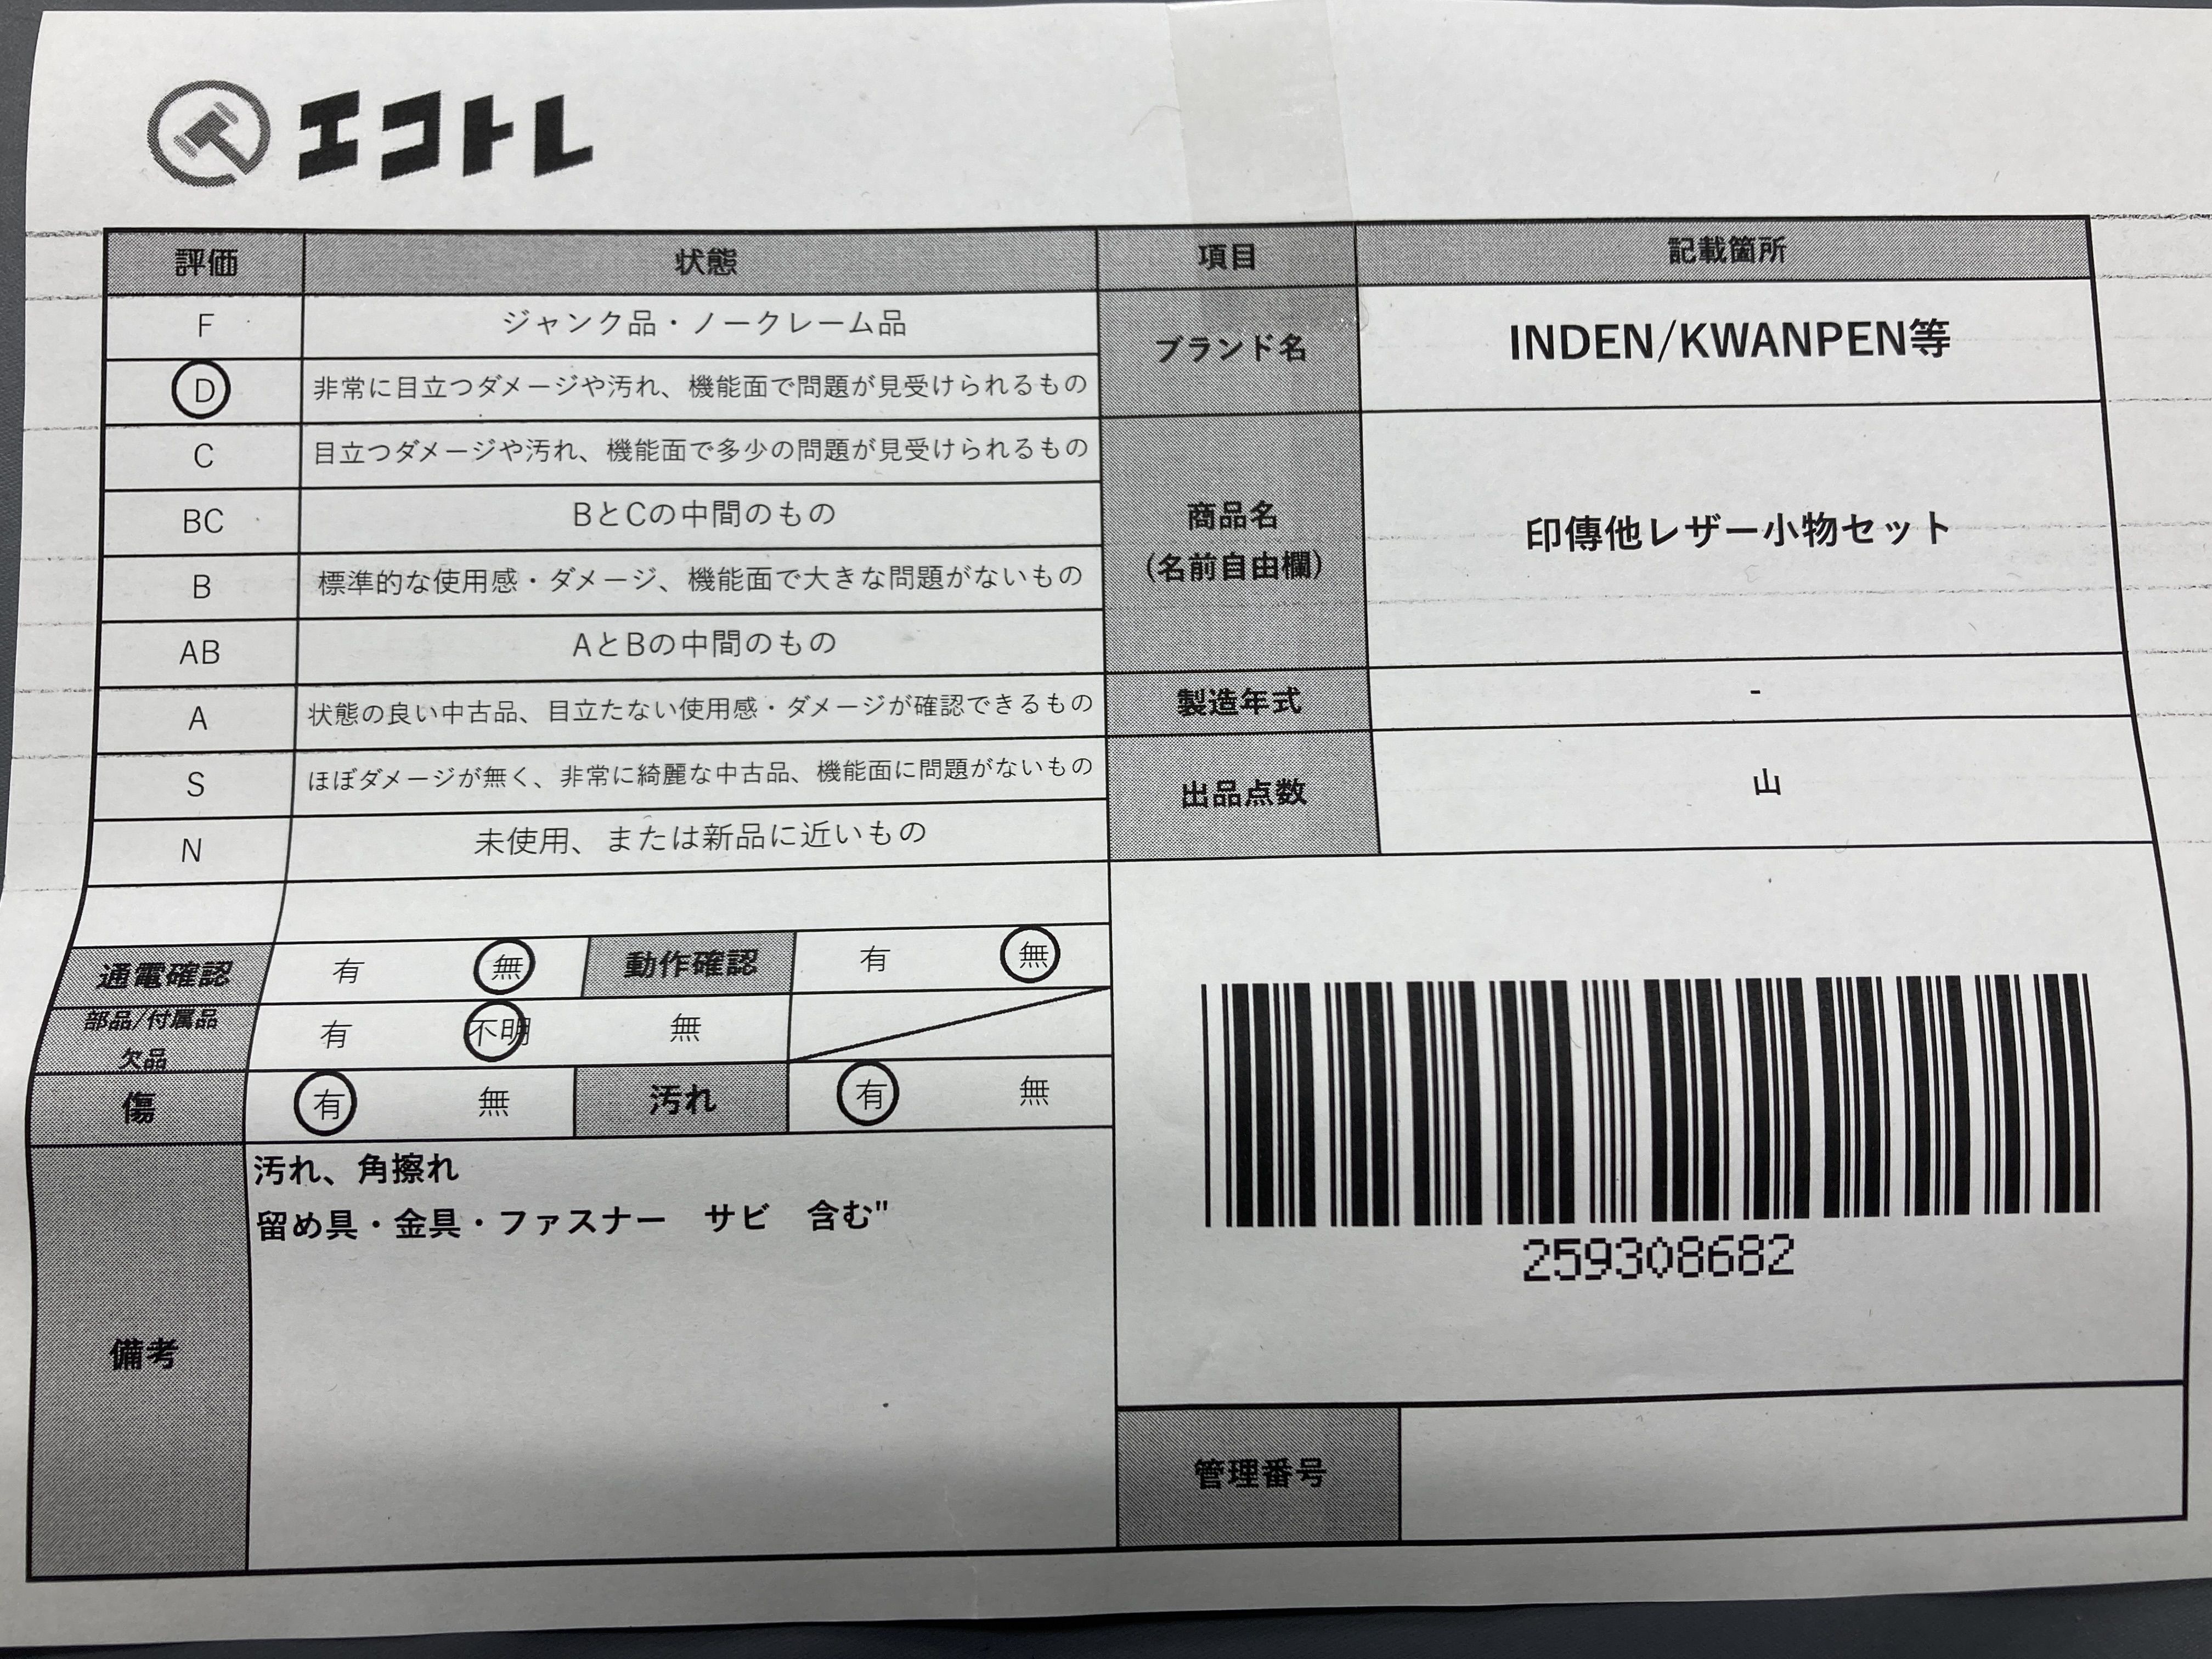 エコトレ
評価 状態 項目 記載箇所
F ジャンク品・ノークレーム品
D 非常に目立つダメージや汚れ、機能面で問題が見受けられるもの
ブランド名 INDEN/KWANPEN等
C 目立つダメージや汚れ、機能面で多少の問題が見受けられるもの
BC BとCの中間のもの
B 標準的な使用感・ダメージ、機能面で大きな問題がないもの
商品名
(名前自由欄)
印傳他レザー小物セット
AB AとBの中間のもの
A 状態の良い中古品、目立たない使用感・ダメージが確認できるもの
製造年式 -
S ほぼダメージが無く、非常に綺麗な中古品、機能面に問題がないもの
出品点数 山
N 未使用、または新品に近いもの
通電確認 有 無 動作確認 有 無
部品/付属品
欠品
有 不明 無
傷 有 無 汚れ 有 無
備考
汚れ、角擦れ
留め具・金具・ファスナー サビ 含む"
259308682
管理番号